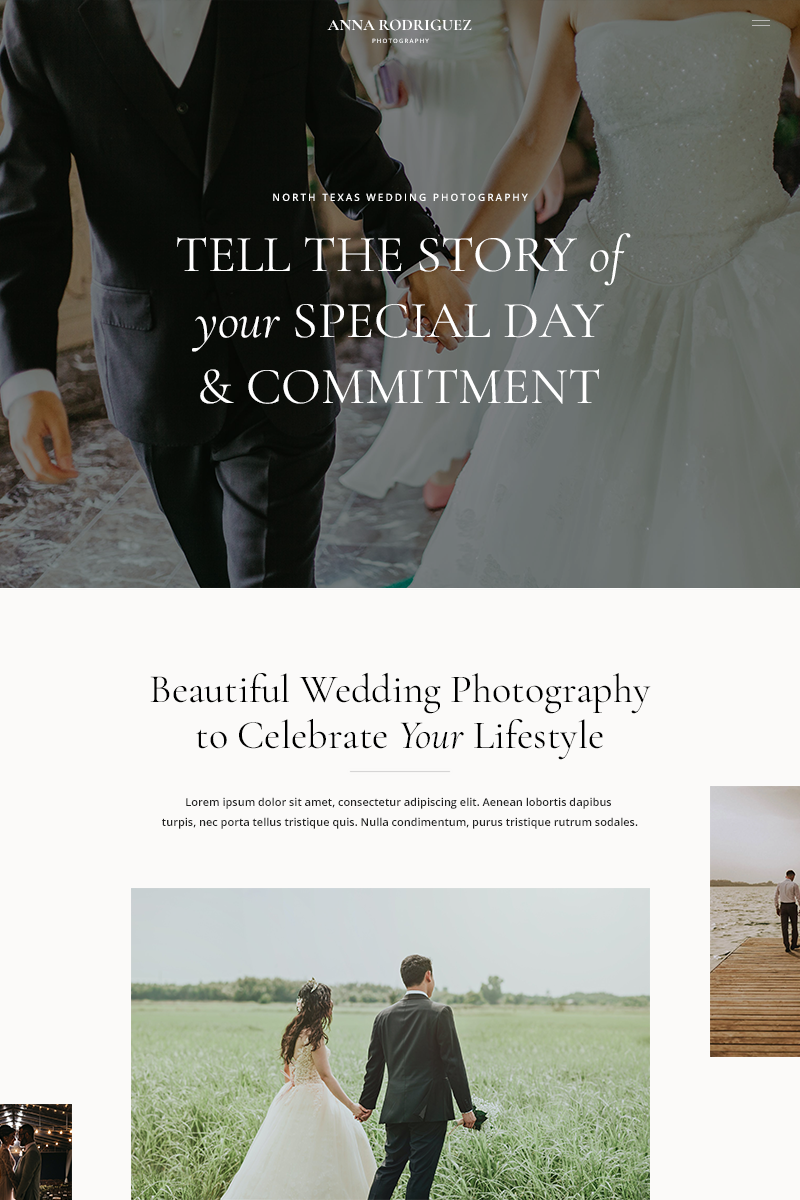 ANNA RODRIGUEZ
PHOTOGRAPHY
NORTH TEXAS WEDDING PHOTOGRAPHY
TELL THE STORY of
your SPECIAL DAY
& COMMITMENT
Beautiful Wedding Photography
to Celebrate Your Lifestyle
Lorem ipsum dolor sit amet, consectetur adipiscing elit. Aenean lobortis dapibus
turpis, nec porta tellus tristique quis. Nulla condimentum, purus tristique rutrum sodales.